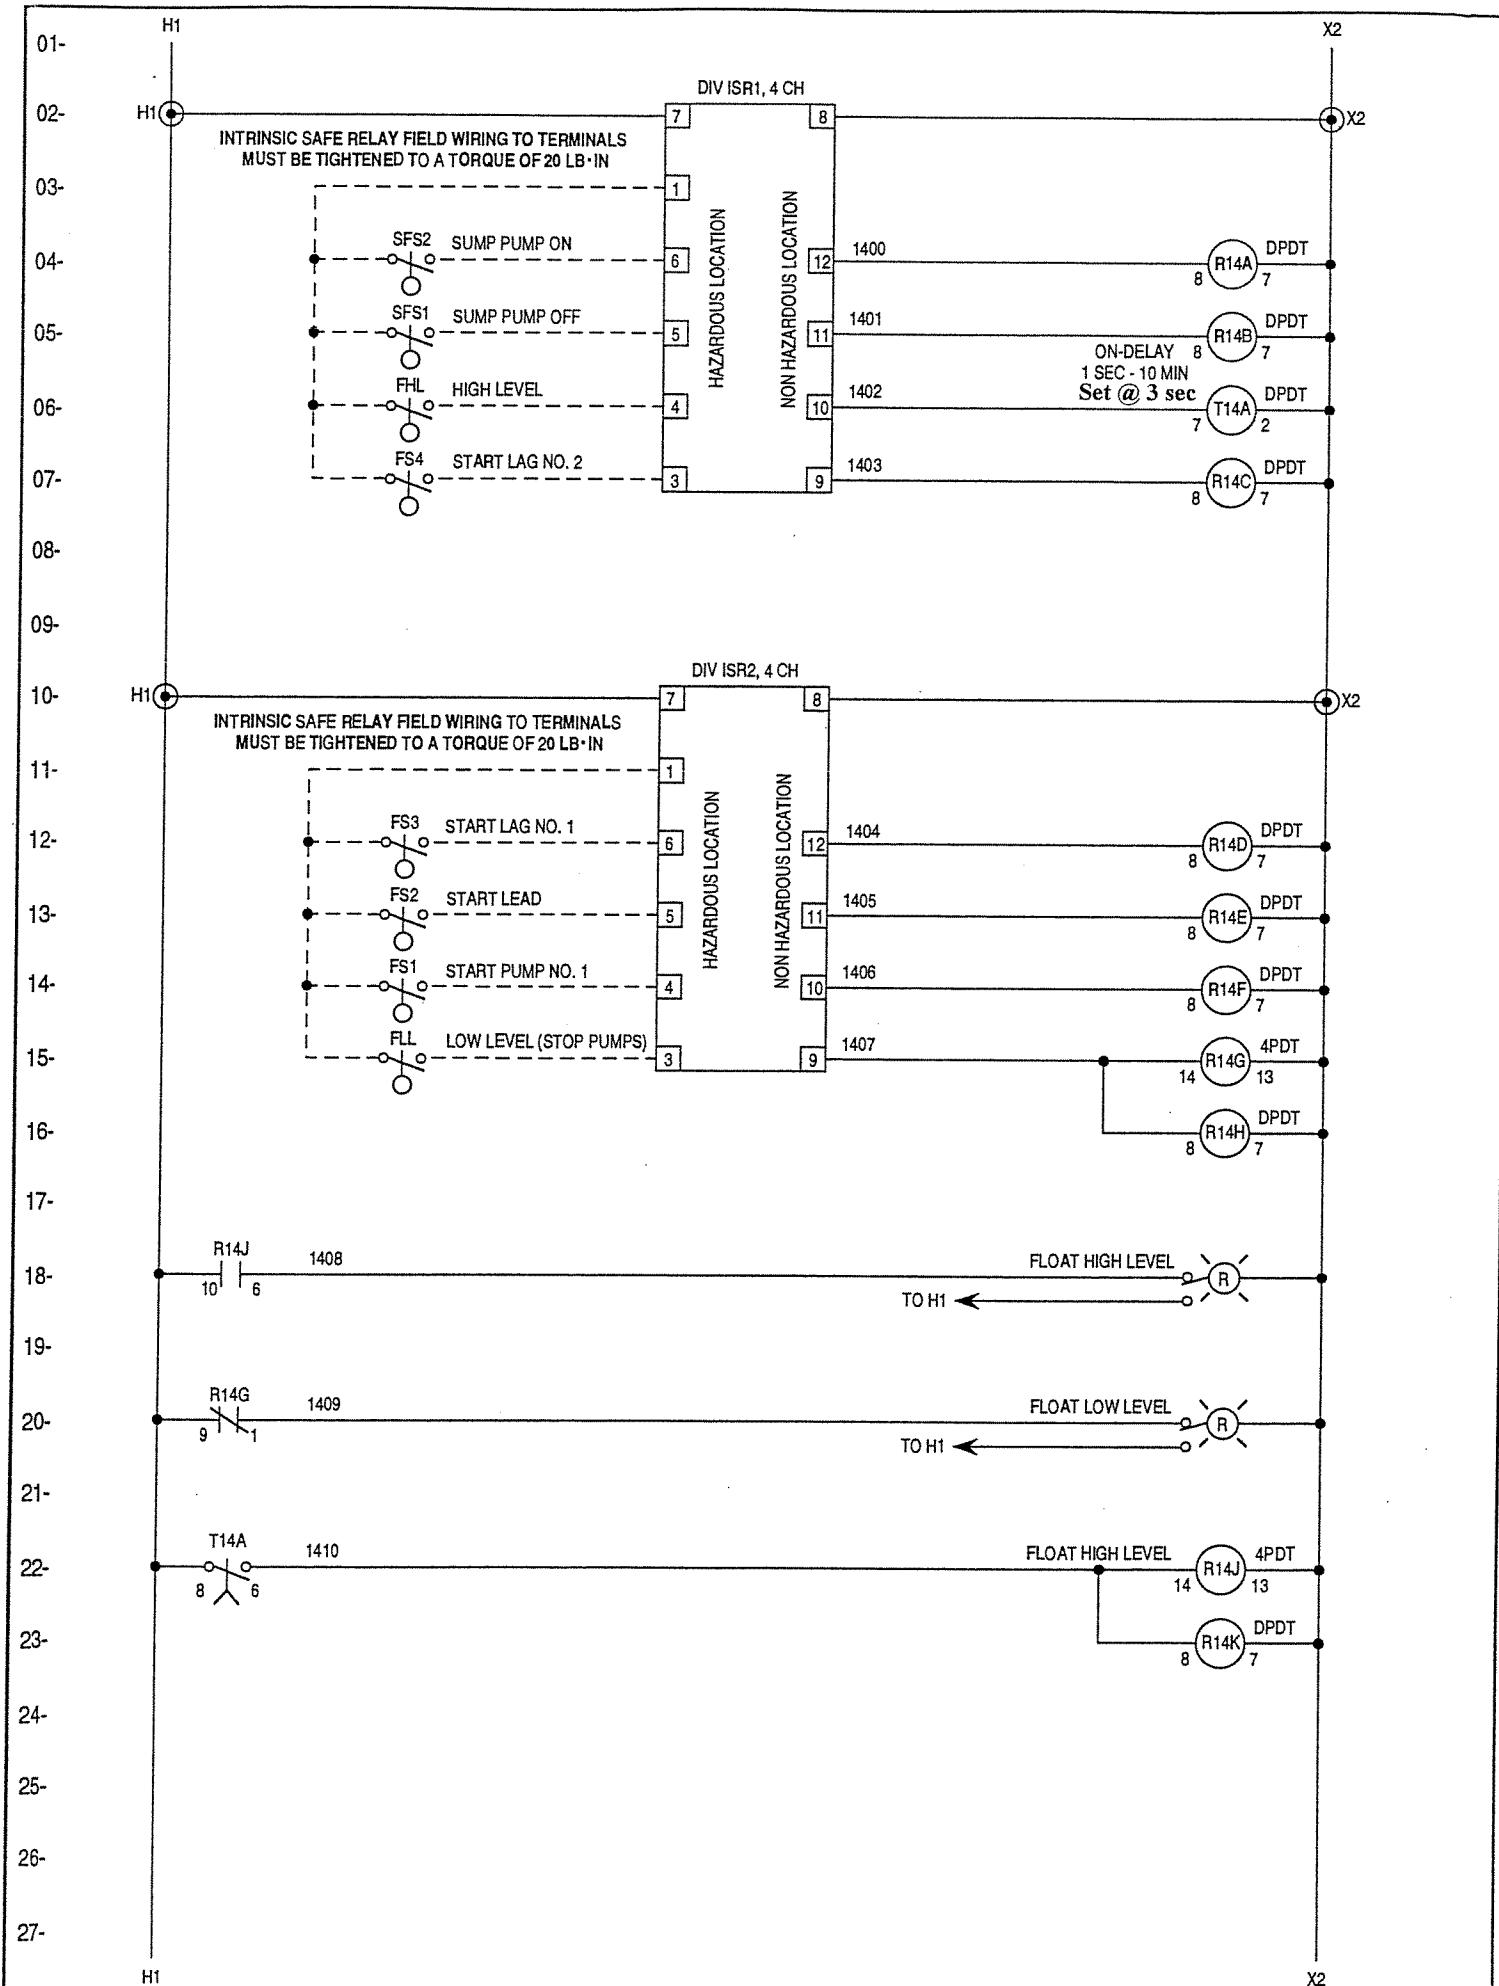 H1 X2
01-
DIV ISR1, 4 CH
02- H1 7 8 X2
INTRINSIC SAFE RELAY FIELD WIRING TO TERMINALS
MUST BE TIGHTENED TO A TORQUE OF 20 LB·IN
03- 1
HAZARDOUS LOCATION
NON HAZARDOUS LOCATION
SFS2 SUMP PUMP ON 1400 DPDT
04- 6 12 R14A
8 7
SFS1 SUMP PUMP OFF 1401 DPDT
05- 5 11 R14B
8 7
ON-DELAY
1 SEC - 10 MIN
Set @ 3 sec
FHL HIGH LEVEL 1402 DPDT
06- 4 10 T14A
7 2
FS4 START LAG NO. 2 1403 DPDT
07- 3 9 R14C
8 7
08-
09-
DIV ISR2, 4 CH
10- H1 7 8 X2
INTRINSIC SAFE RELAY FIELD WIRING TO TERMINALS
MUST BE TIGHTENED TO A TORQUE OF 20 LB·IN
11- 1
HAZARDOUS LOCATION
NON HAZARDOUS LOCATION
FS3 START LAG NO. 1 1404 DPDT
12- 6 12 R14D
8 7
FS2 START LEAD 1405 DPDT
13- 5 11 R14E
8 7
FS1 START PUMP NO. 1 1406 DPDT
14- 4 10 R14F
8 7
FLL LOW LEVEL (STOP PUMPS) 1407 4PDT
15- 3 9 R14G
14 13
DPDT
16- R14H
8 7
17-
R14J 1408 FLOAT HIGH LEVEL
18- R
10 6
TO H1
19-
R14G 1409 FLOAT LOW LEVEL
20- R
9 1
TO H1
21-
T14A 1410 FLOAT HIGH LEVEL 4PDT
22- R14J
8 6 14 13
DPDT
23- R14K
8 7
24-
25-
26-
27-
H1 X2